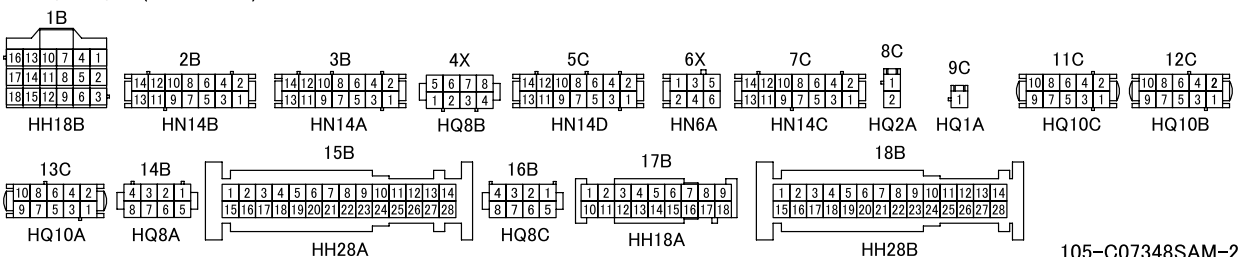 1B
16 13 10 7 4 1
17 14 11 8 5 2
18 15 12 9 6 3
HH18B
2B
14 12 10 8 6 4 2
13 11 9 7 5 3 1
HN14B
3B
14 12 10 8 6 4 2
13 11 9 7 5 3 1
HN14A
4X
5 6 7 8
1 2 3 4
HQ8B
5C
14 12 10 8 6 4 2
13 11 9 7 5 3 1
HN14D
6X
1 3 5
2 4 6
HN6A
7C
14 12 10 8 6 4 2
13 11 9 7 5 3 1
HN14C
8C
1
2
HQ2A
9C
1
HQ1A
11C
10 8 6 4 2
9 7 5 3 1
HQ10C
12C
10 8 6 4 2
9 7 5 3 1
HQ10B
13C
10 8 6 4 2
9 7 5 3 1
HQ10A
14B
4 3 2 1
8 7 6 5
HQ8A
15B
1 2 3 4 5 6 7 8 9 10 11 12 13 14
15 16 17 18 19 20 21 22 23 24 25 26 27 28
HH28A
16B
4 3 2 1
8 7 6 5
HQ8C
17B
1 2 3 4 5 6 7 8 9
10 11 12 13 14 15 16 17 18
HH18A
18B
1 2 3 4 5 6 7 8 9 10 11 12 13 14
15 16 17 18 19 20 21 22 23 24 25 26 27 28
HH28B
105-C07348SAM-2